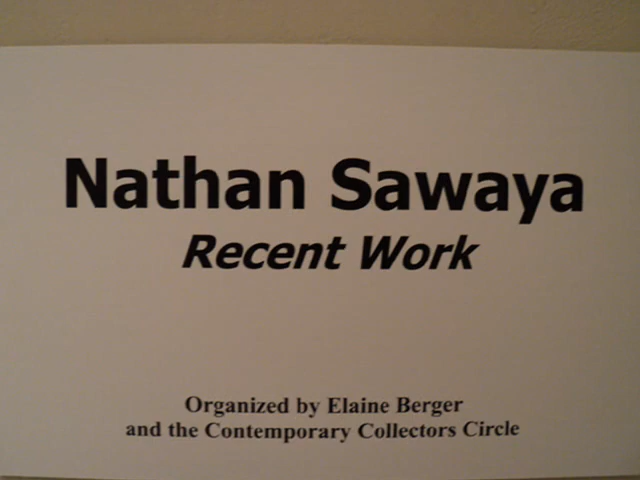 Nathan Sawaya
Recent Work
Organized by Elaine Berger
and the Contemporary Collectors Circle